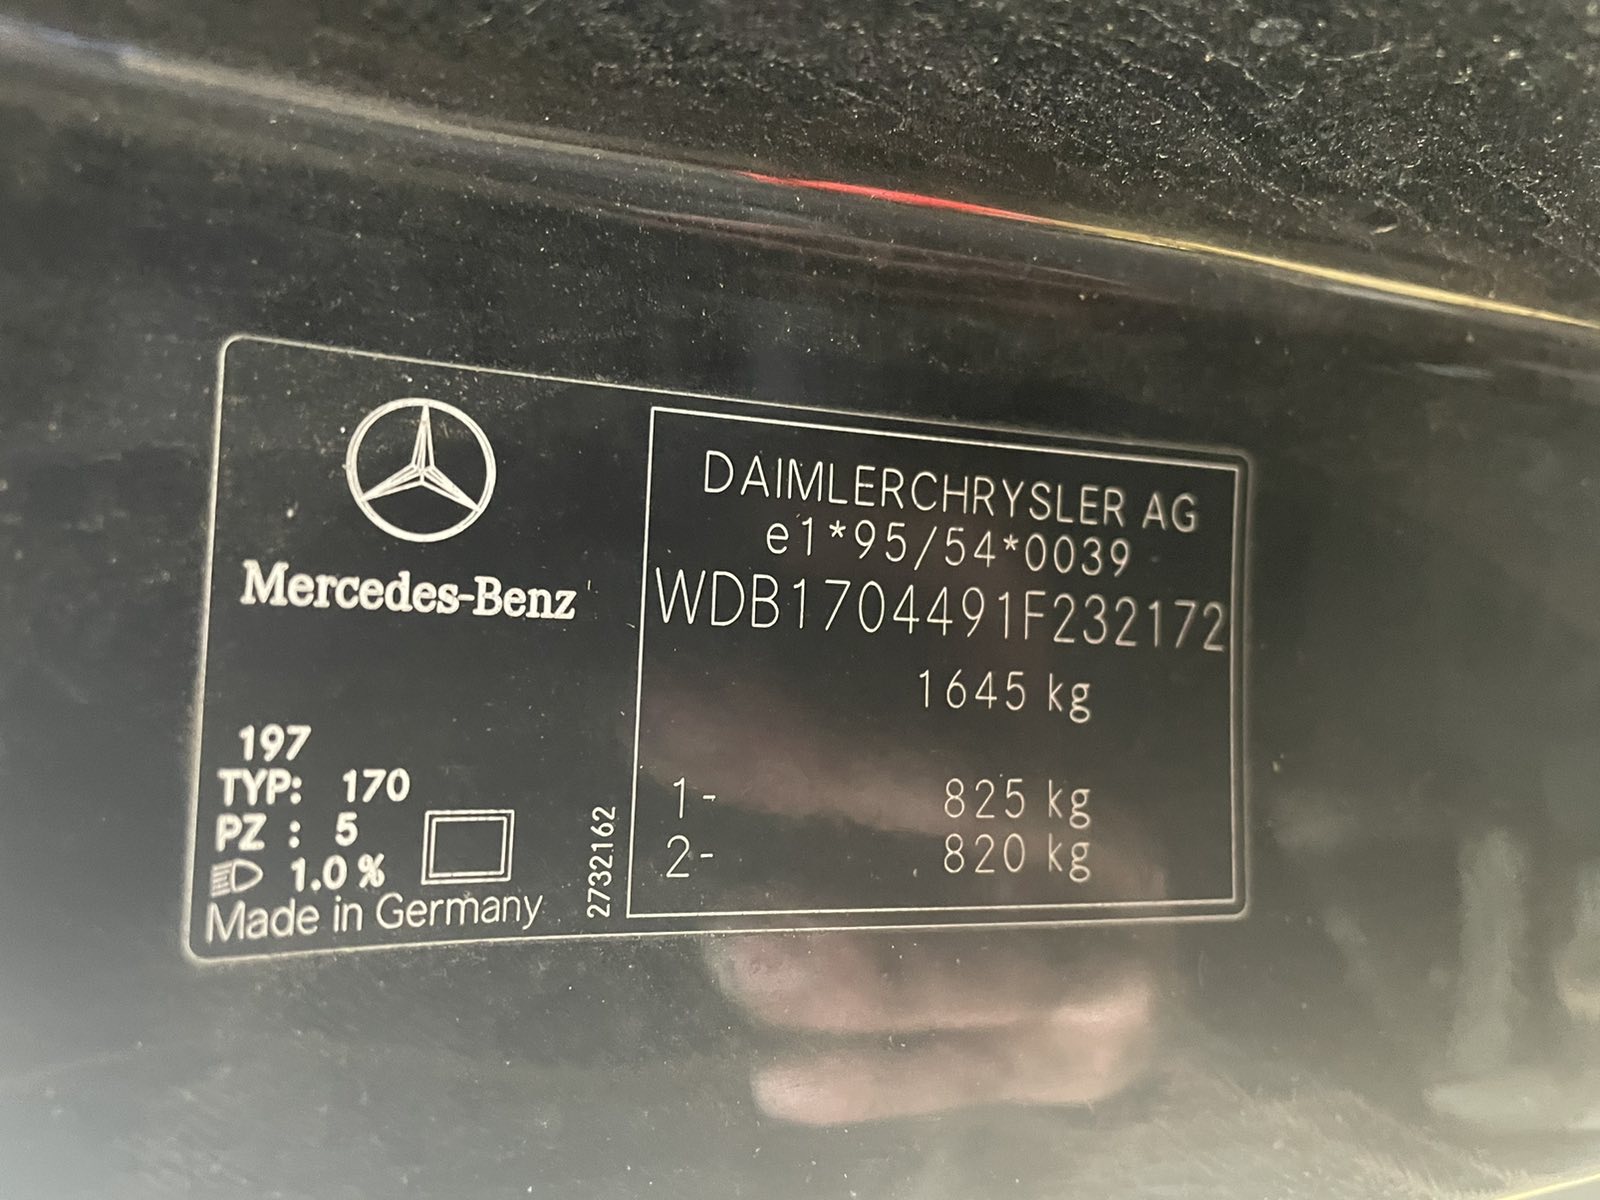 Mercedes-Benz
197
TYP: 170
PZ : 5
1.0 %
Made in Germany
2732162
DAIMLERCHRYSLER AG
e1*95/54*0039
WDB1704491F232172
1645 kg
1- 825 kg
2- 820 kg